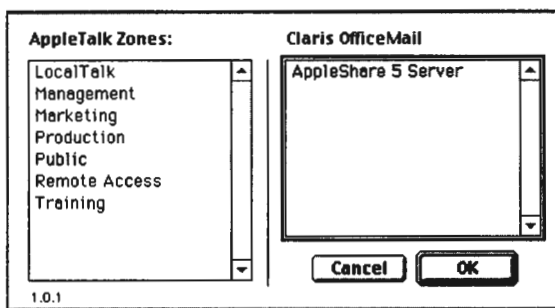 AppleTalk Zones:
LocalTalk
Management
Marketing
Production
Public
Remote Access
Training
Claris OfficeMail
AppleShare 5 Server
Cancel
OK
1.0.1